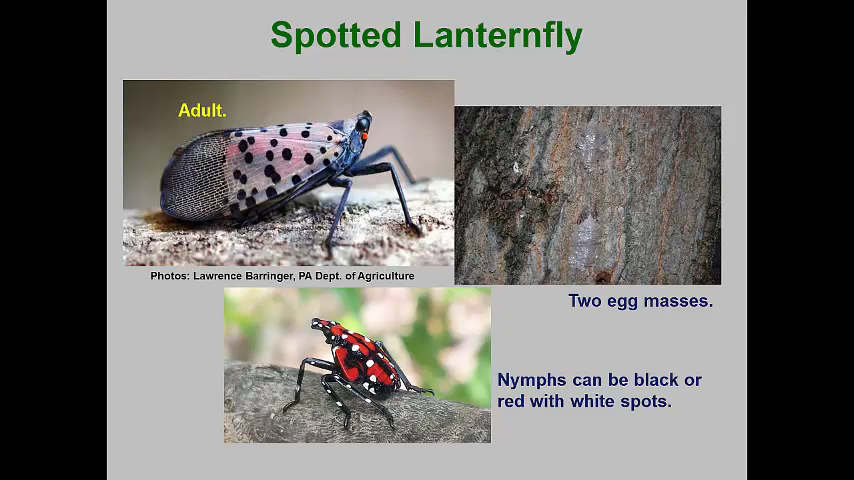 Spotted Lanternfly
Adult.
Photos: Lawrence Barringer, PA Dept. of Agriculture
Two egg masses.
Nymphs can be black or
red with white spots.